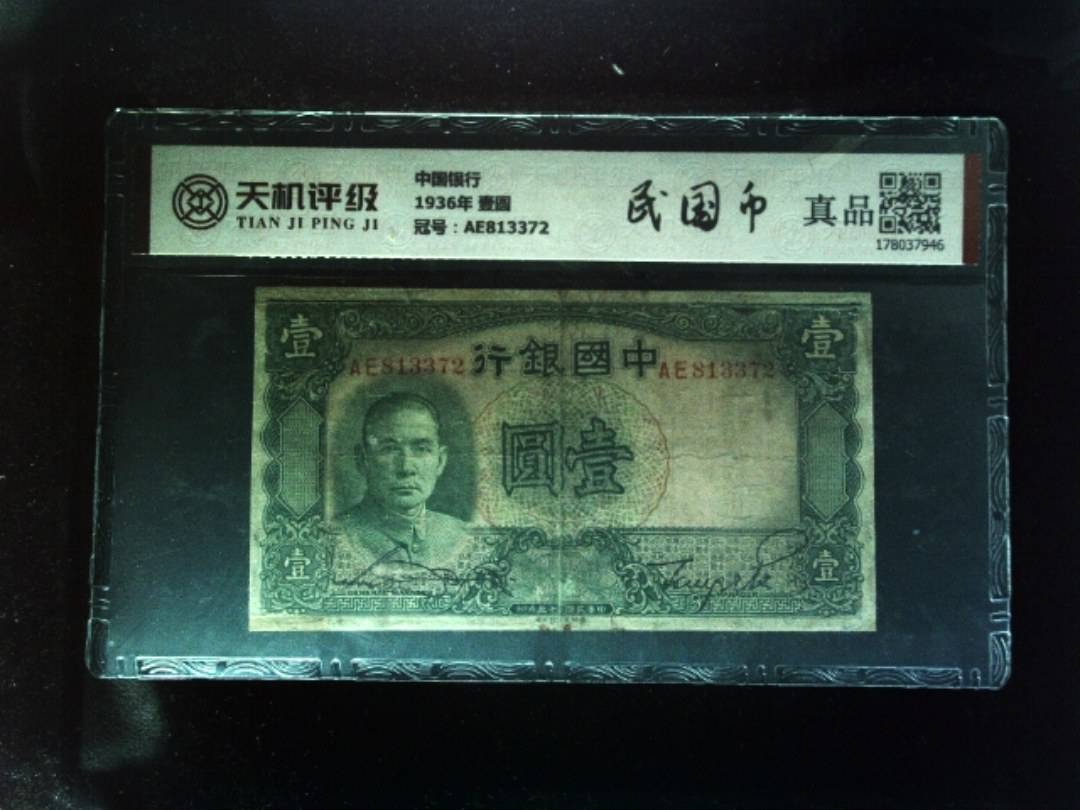 天机评级
TIAN JI PING JI
中国银行
1936年 壹圆
冠号：AE813372
民国币
真品
178037946
壹
壹
AE813372
行銀國中
AE813372
圓壹
壹
壹